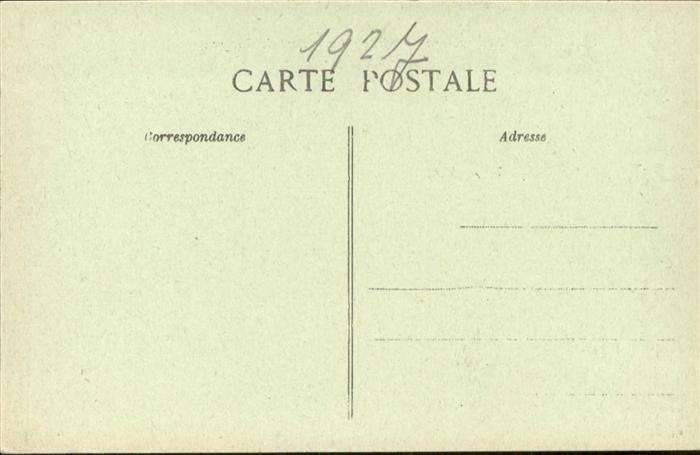 1927
CARTE POSTALE
Correspondance
Adresse